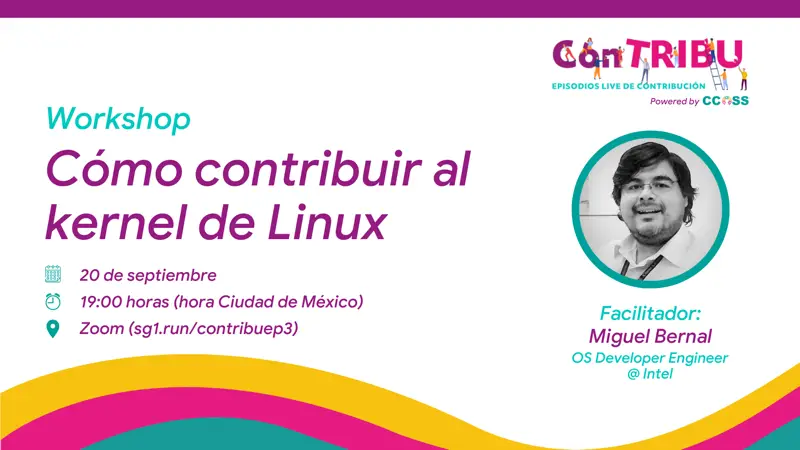 ConTRIBU
EPISODIOS LIVE DE CONTRIBUCIÓN
Powered by CCOSS
Workshop
Cómo contribuir al
kernel de Linux
20 de septiembre
19:00 horas (hora Ciudad de México)
Zoom (sg1.run/contribuep3)
Facilitador:
Miguel Bernal
OS Developer Engineer
@ Intel